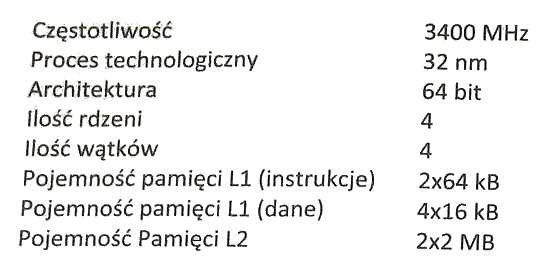 Częstotliwość 3400 MHz
Proces technologiczny 32 nm
Architektura 64 bit
Ilość rdzeni 4
Ilość wątków 4
Pojemność pamięci L1 (instrukcje) 2x64 kB
Pojemność pamięci L1 (dane) 4x16 kB
Pojemność Pamięci L2 2x2 MB